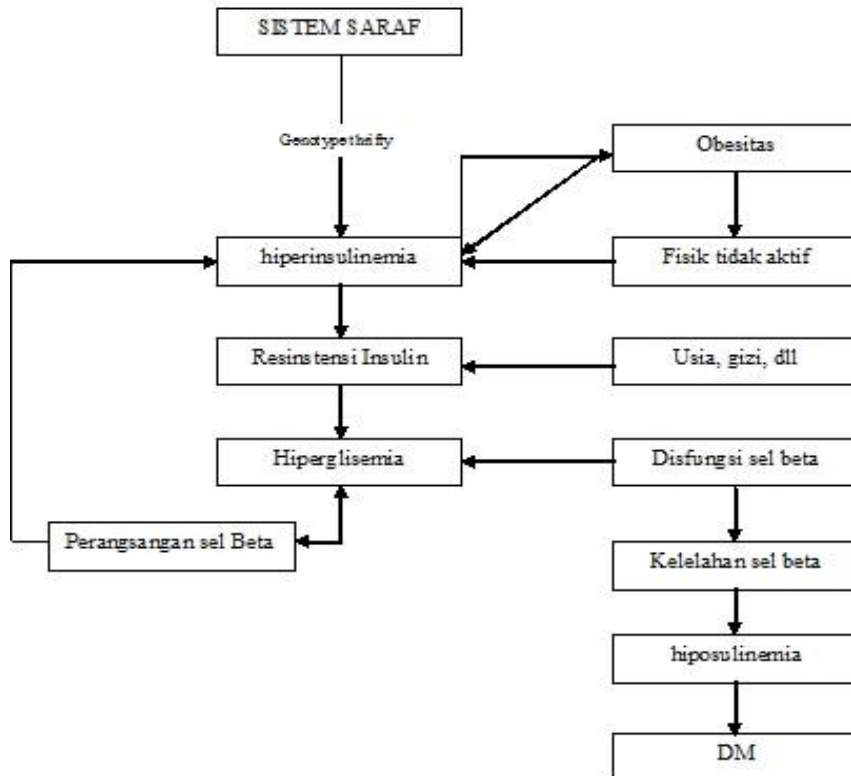 SISTEM SARAF
Genotype thrifty
Obesitas
hiperinsulinemia
Fisik tidak aktif
Resinstensi Insulin
Usia, gizi, dll
Hiperglisemia
Disfungsi sel beta
Perangsangan sel Beta
Kelelahan sel beta
hiposulinemia
DM